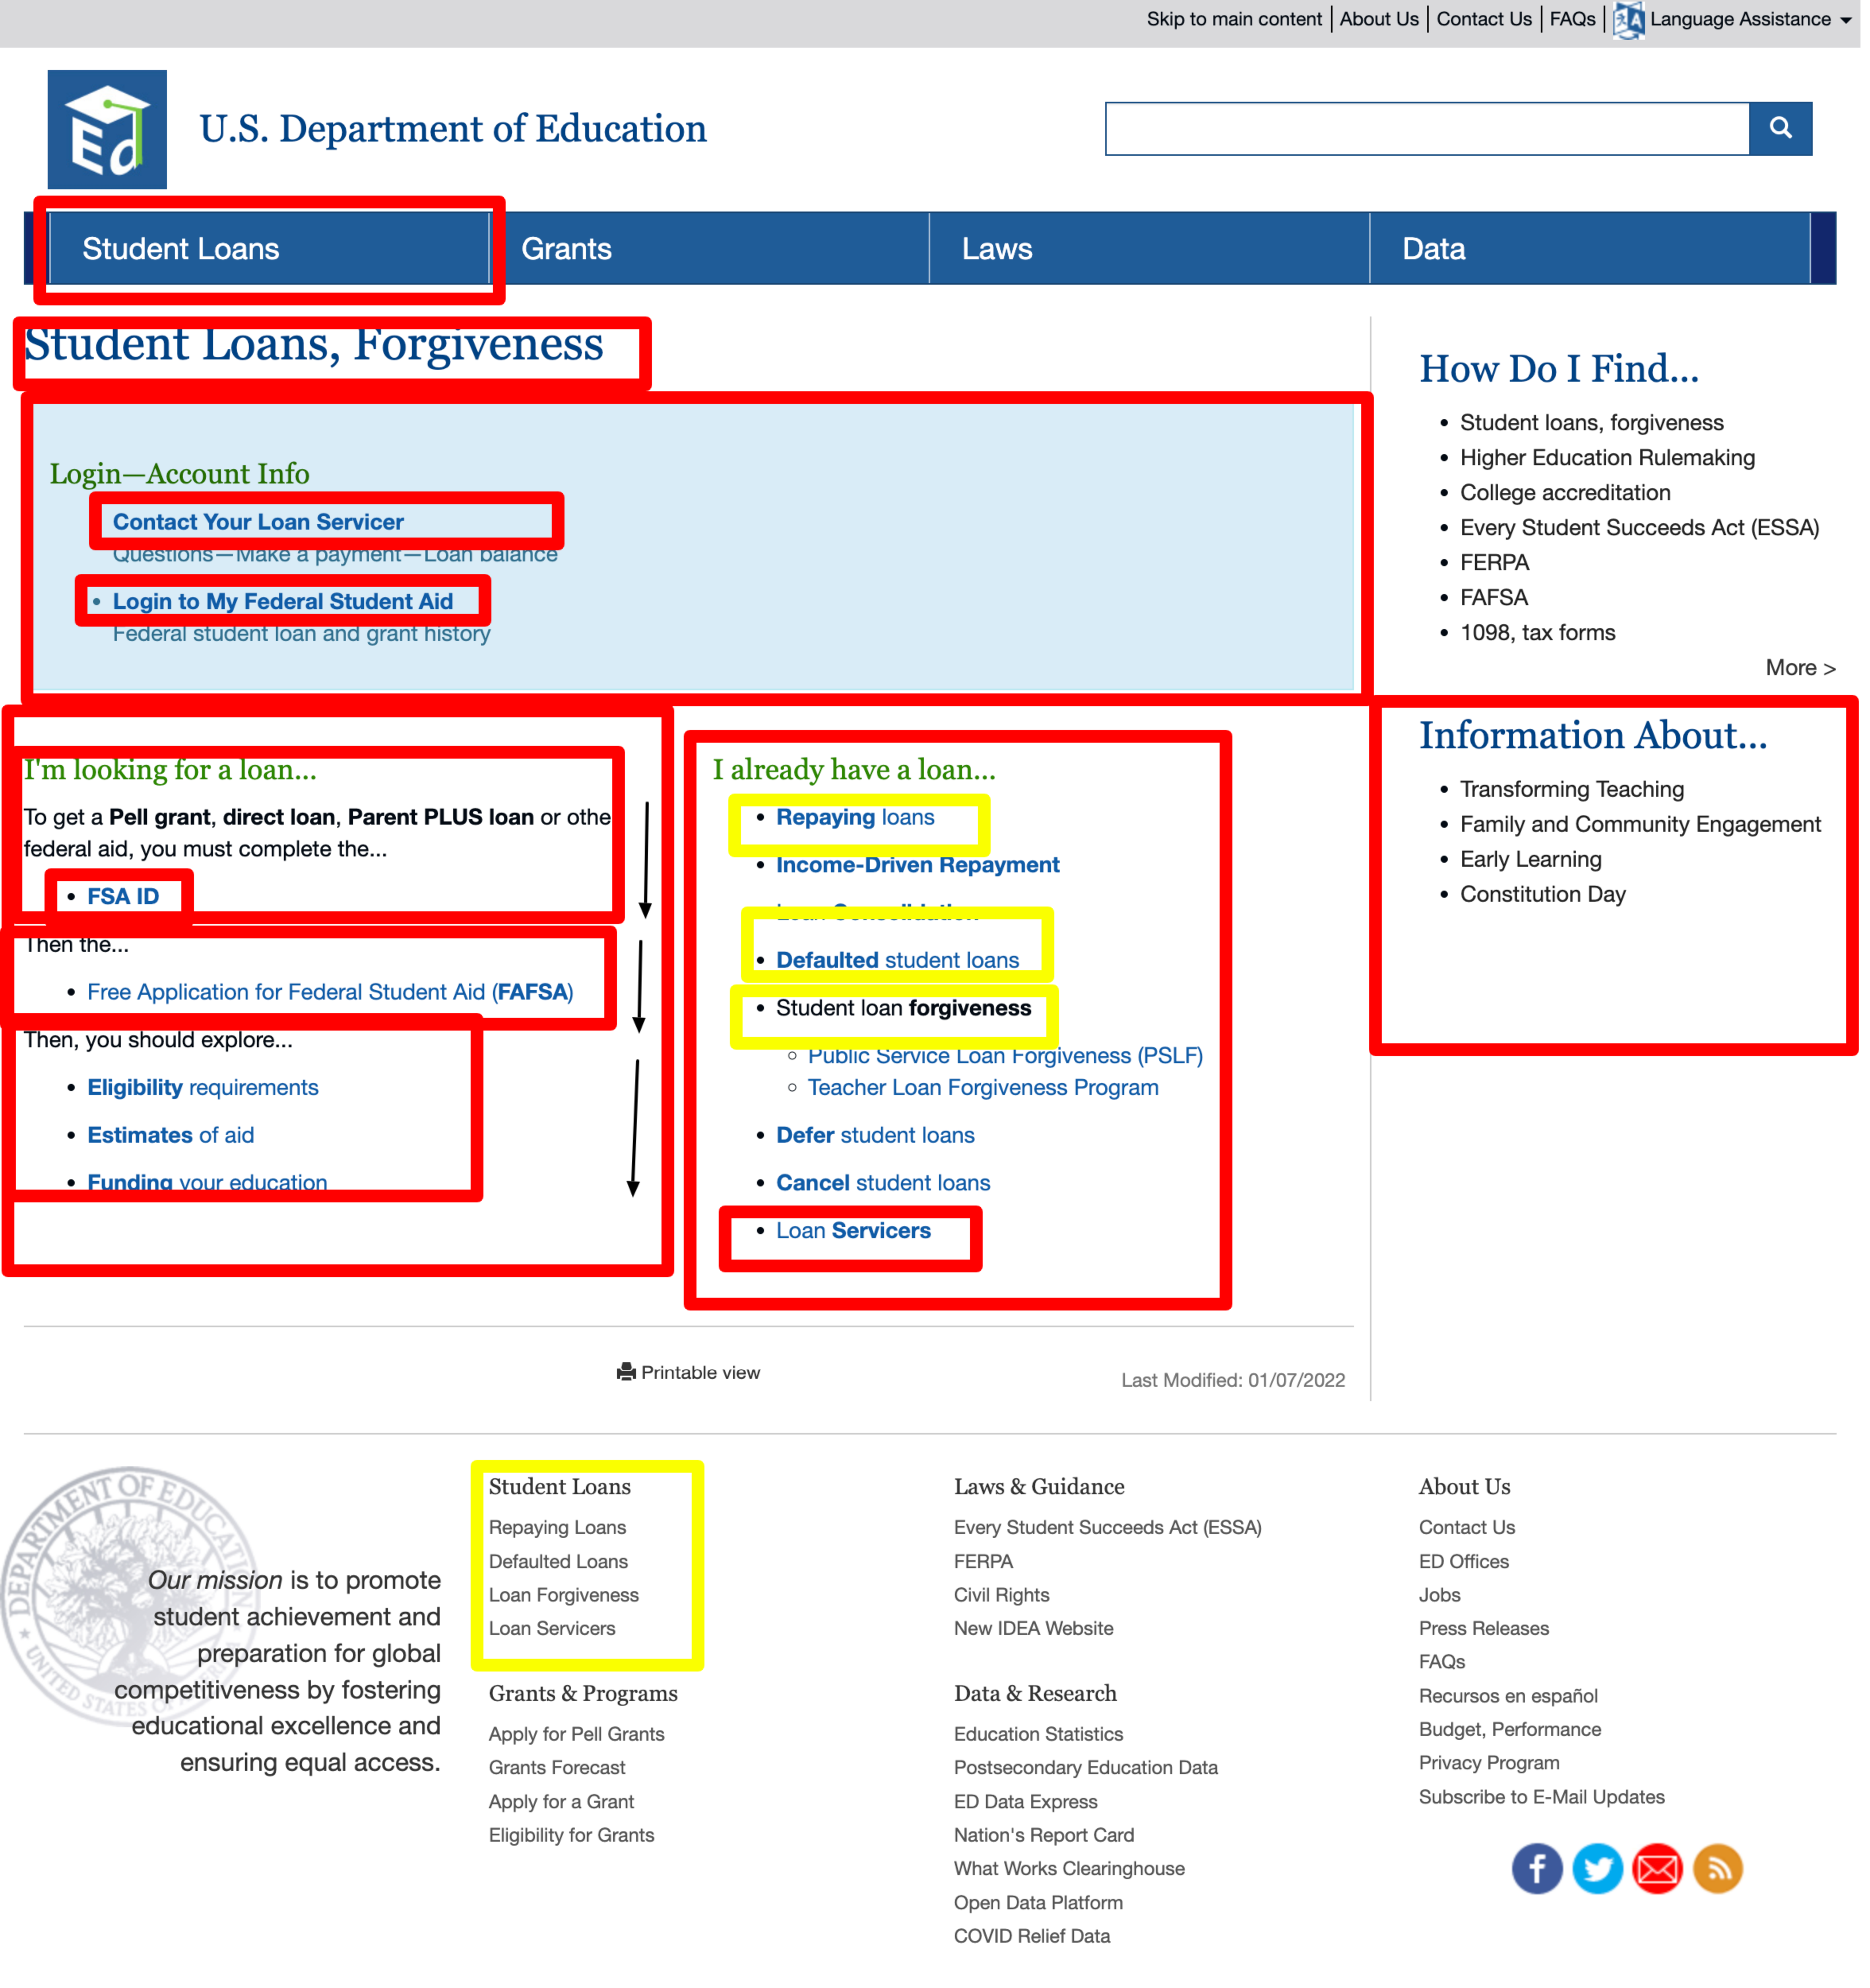 Skip to main content | About Us | Contact Us | FAQs | Language Assistance
Ed
U.S. Department of Education
Student Loans
Grants
Laws
Data
Student Loans, Forgiveness
Login—Account Info
Contact Your Loan Servicer
Questions—Make a payment—Loan balance
• Login to My Federal Student Aid
Federal student loan and grant history
I'm looking for a loan...
To get a Pell grant, direct loan, Parent PLUS loan or othe
federal aid, you must complete the...
• FSA ID
Then the...
• Free Application for Federal Student Aid (FAFSA)
Then, you should explore...
• Eligibility requirements
• Estimates of aid
• Funding your education
I already have a loan...
• Repaying loans
• Income-Driven Repayment
Loan Consolidation
• Defaulted student loans
• Student loan forgiveness
◦ Public Service Loan Forgiveness (PSLF)
◦ Teacher Loan Forgiveness Program
• Defer student loans
• Cancel student loans
• Loan Servicers
How Do I Find...
• Student loans, forgiveness
• Higher Education Rulemaking
• College accreditation
• Every Student Succeeds Act (ESSA)
• FERPA
• FAFSA
• 1098, tax forms
More >
Information About...
• Transforming Teaching
• Family and Community Engagement
• Early Learning
• Constitution Day
Printable view
Last Modified: 01/07/2022
DEPARTMENT OF EDUCATION
UNITED STATES OF
Our mission is to promote
student achievement and
preparation for global
competitiveness by fostering
educational excellence and
ensuring equal access.
Student Loans
Repaying Loans
Defaulted Loans
Loan Forgiveness
Loan Servicers
Grants & Programs
Apply for Pell Grants
Grants Forecast
Apply for a Grant
Eligibility for Grants
Laws & Guidance
Every Student Succeeds Act (ESSA)
FERPA
Civil Rights
New IDEA Website
Data & Research
Education Statistics
Postsecondary Education Data
ED Data Express
Nation's Report Card
What Works Clearinghouse
Open Data Platform
COVID Relief Data
About Us
Contact Us
ED Offices
Jobs
Press Releases
FAQs
Recursos en español
Budget, Performance
Privacy Program
Subscribe to E-Mail Updates